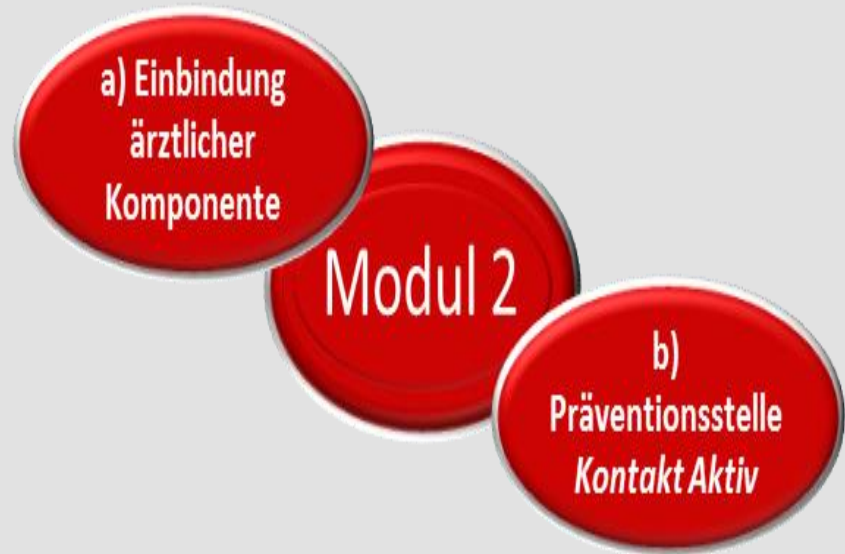 a) Einbindung
ärztlicher
Komponente
Modul 2
b)
Präventionsstelle
Kontakt Aktiv